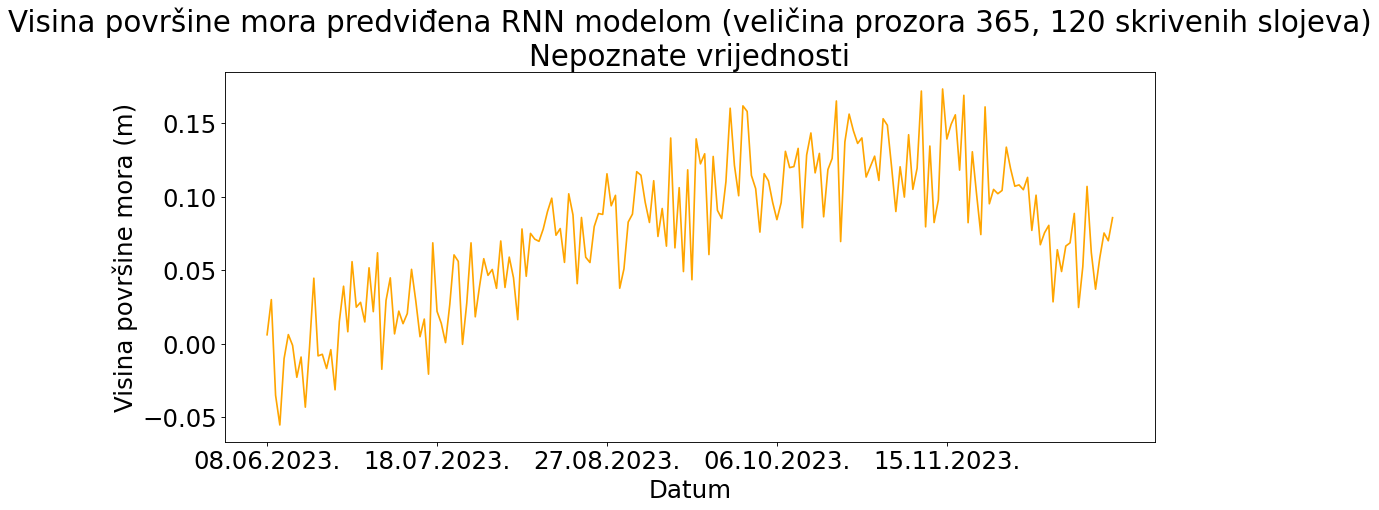 Visina površine mora predviđena RNN modelom (veličina prozora 365, 120 skrivenih slojeva)
Nepoznate vrijednosti
Visina površine mora (m)
0.15
0.10
0.05
0.00
−0.05
08.06.2023. 18.07.2023. 27.08.2023. 06.10.2023. 15.11.2023.
Datum